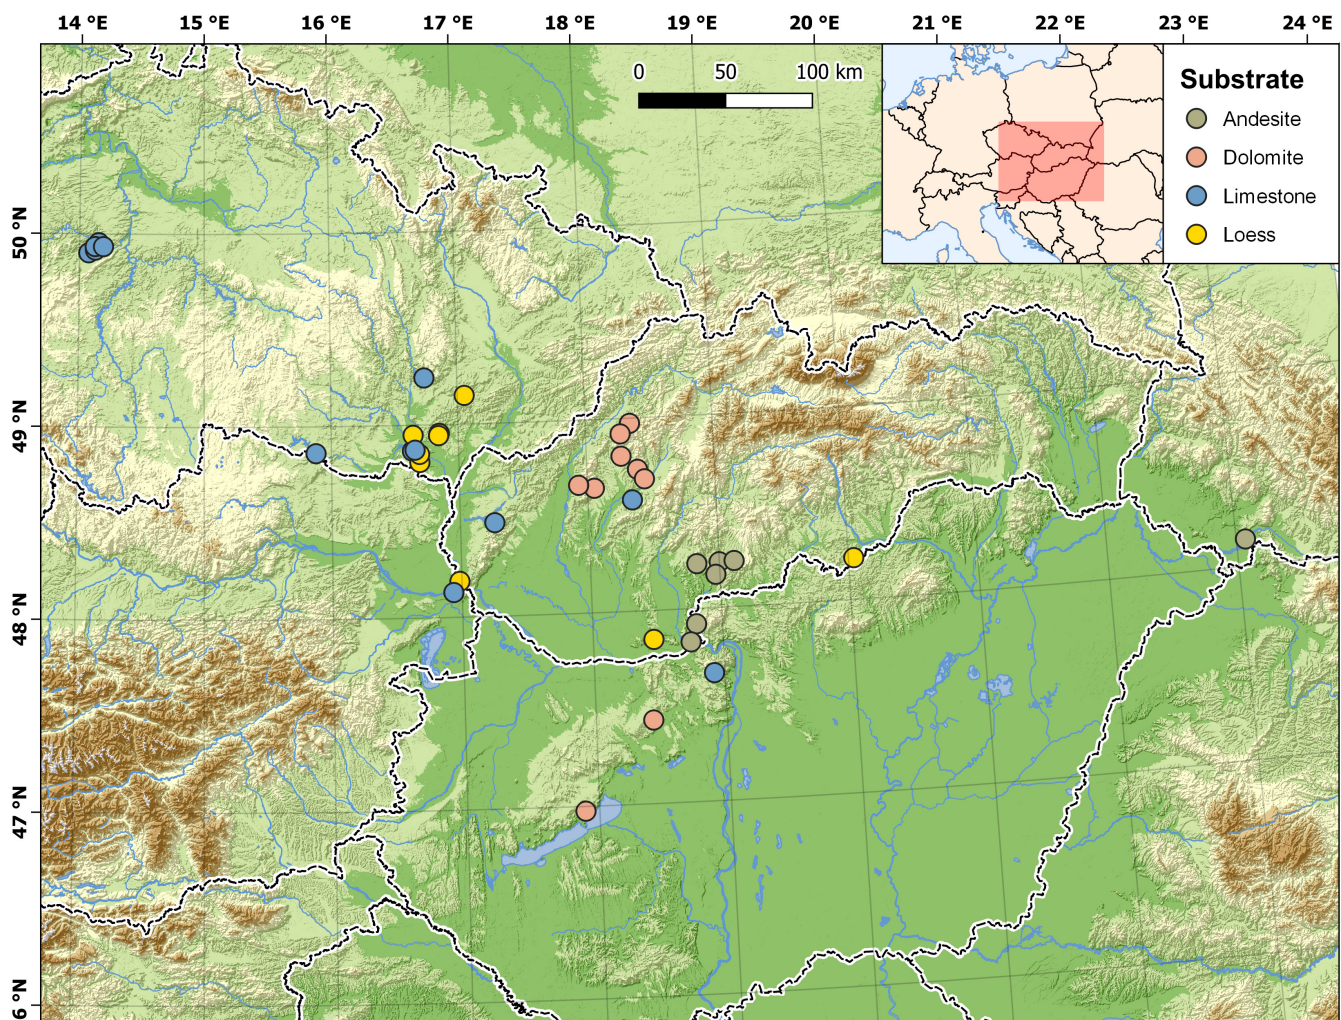 14 °E 15 °E 16 °E 17 °E 18 °E 19 °E 20 °E 21 °E 22 °E 23 °E 24 °E
0 50 100 km
Substrate
Andesite
Dolomite
Limestone
Loess
50 °N
49 °N
48 °N
47 °N
6 °N